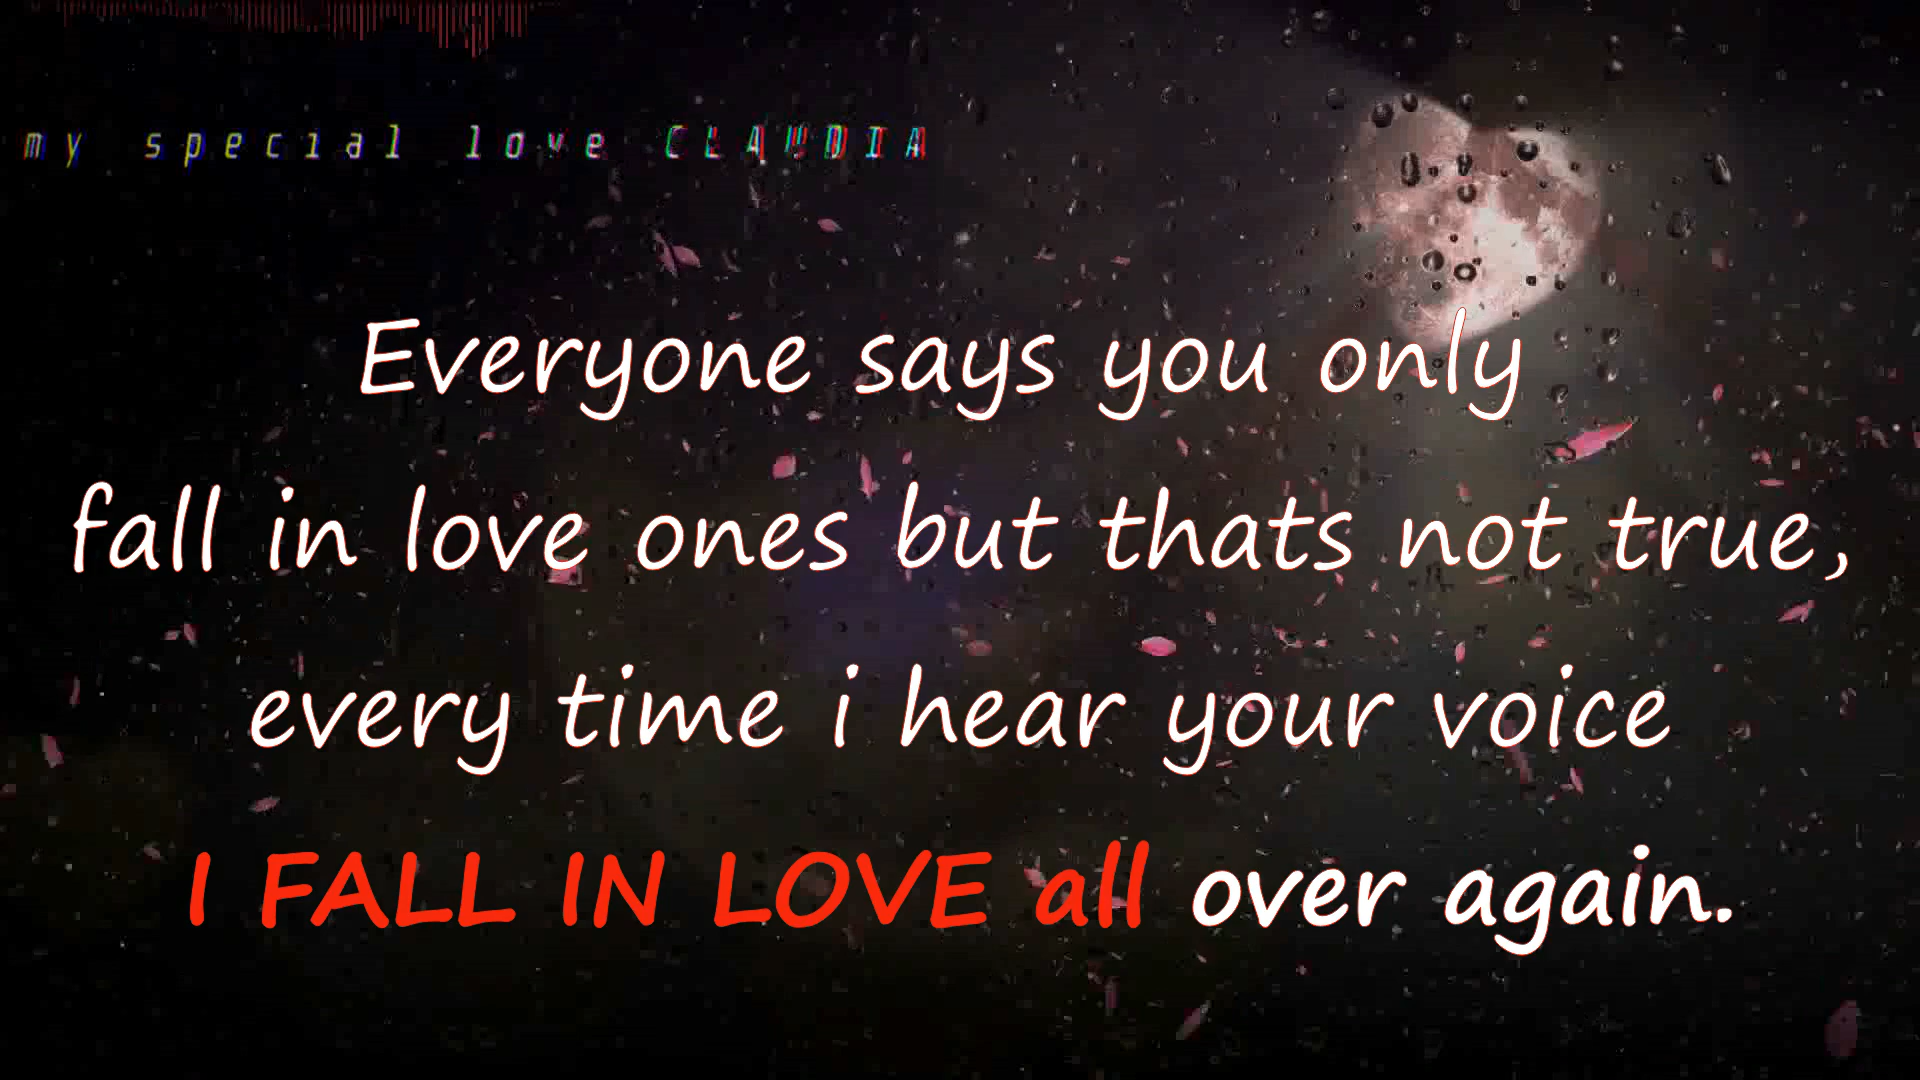 my special love CLAUDIA
Everyone says you only
fall in love ones but thats not true,
every time i hear your voice
I FALL IN LOVE all over again.